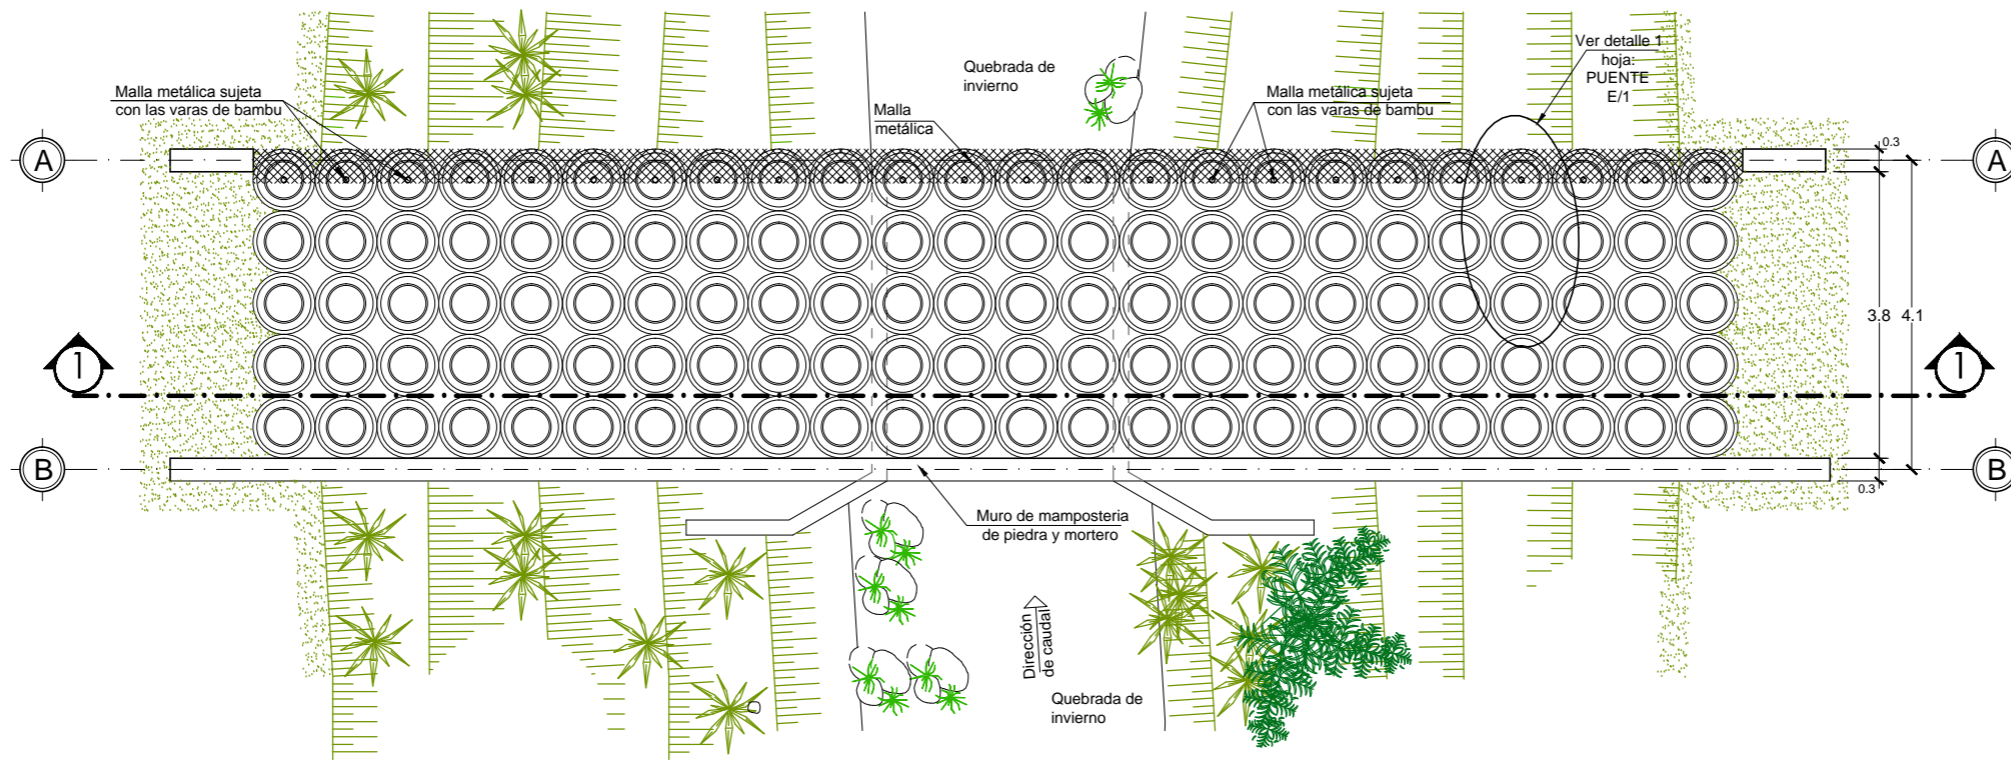 Malla metálica sujeta
con las varas de bambu
Quebrada de
invierno
Malla
metálica
Malla metálica sujeta
con las varas de bambu
Ver detalle 1
hoja:
PUENTE
E/1
A
A
0.3
3.8
4.1
1
1
B
B
0.3
Muro de mamposteria
de piedra y mortero
Dirección
de caudal
Quebrada de
invierno